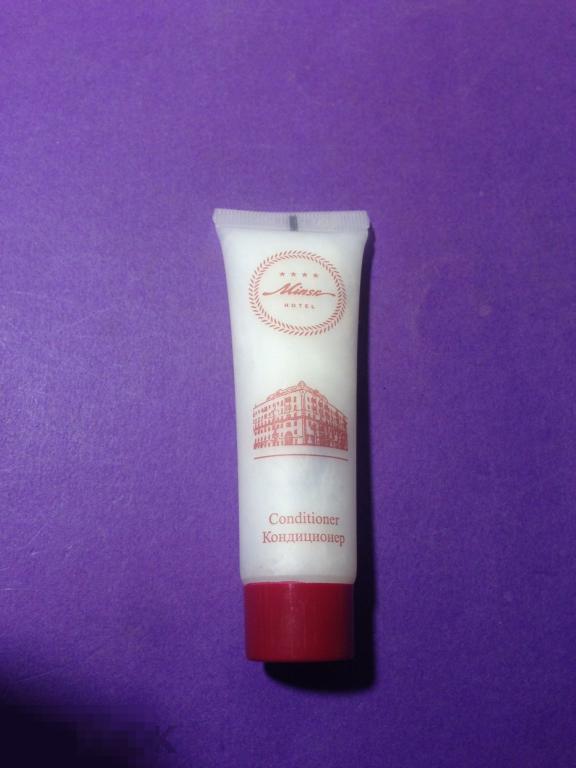 ★★★★
Minsk
HOTEL
Conditioner
Кондиционер